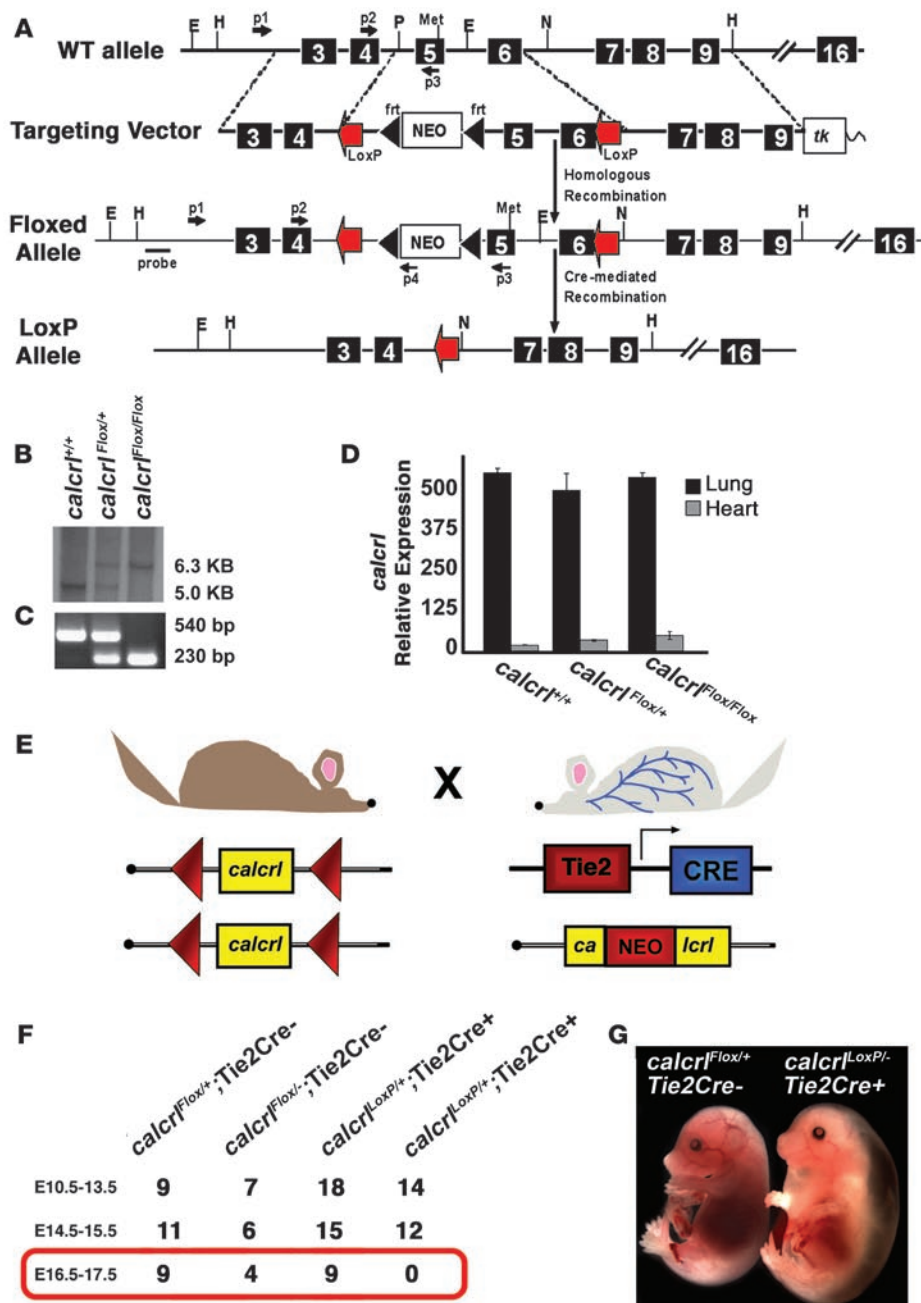 A
E H p1 p2 P Met E N H
WT allele 3 4 5 6 7 8 9 16
p3
Targeting Vector 3 4 frt NEO frt 5 6 7 8 9 tk
LoxP LoxP
Homologous
Recombination
E H p1 p2 Met E N H
Floxed
Allele 3 4 NEO 5 6 7 8 9 16
probe p4 p3
Cre-mediated
Recombination
LoxP
Allele E H 3 4 N 7 8 9 H 16
B
calcrl+/+ calcrlFlox/+ calcrlFlox/Flox
6.3 KB
5.0 KB
C
540 bp
230 bp
D
calcrl
Relative Expression
500
375
250
125
0
Lung
Heart
calcrl+/+ calcrlFlox/+ calcrlFlox/Flox
E
X
calcrl
calcrl
Tie2 CRE
ca NEO lcrl
F
calcrlFlox/+;Tie2Cre- calcrlFlox/-;Tie2Cre- calcrlLoxP/+;Tie2Cre+ calcrlLoxP/+;Tie2Cre+
E10.5-13.5 9 7 18 14
E14.5-15.5 11 6 15 12
E16.5-17.5 9 4 9 0
G
calcrlFlox/+ calcrlLoxP/-
Tie2Cre- Tie2Cre+